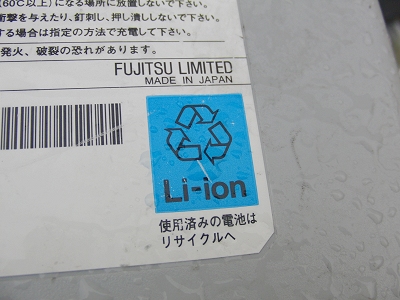 (60℃以上)になる場所に放置しないで下さい。
衝撃を与えたり、釘刺し、押し潰ししないで下さい。
する場合は指定の方法で充電して下さい。
発火、破裂の恐れがあります。
FUJITSU LIMITED
MADE IN JAPAN
Li-ion
使用済みの電池は
リサイクルへ